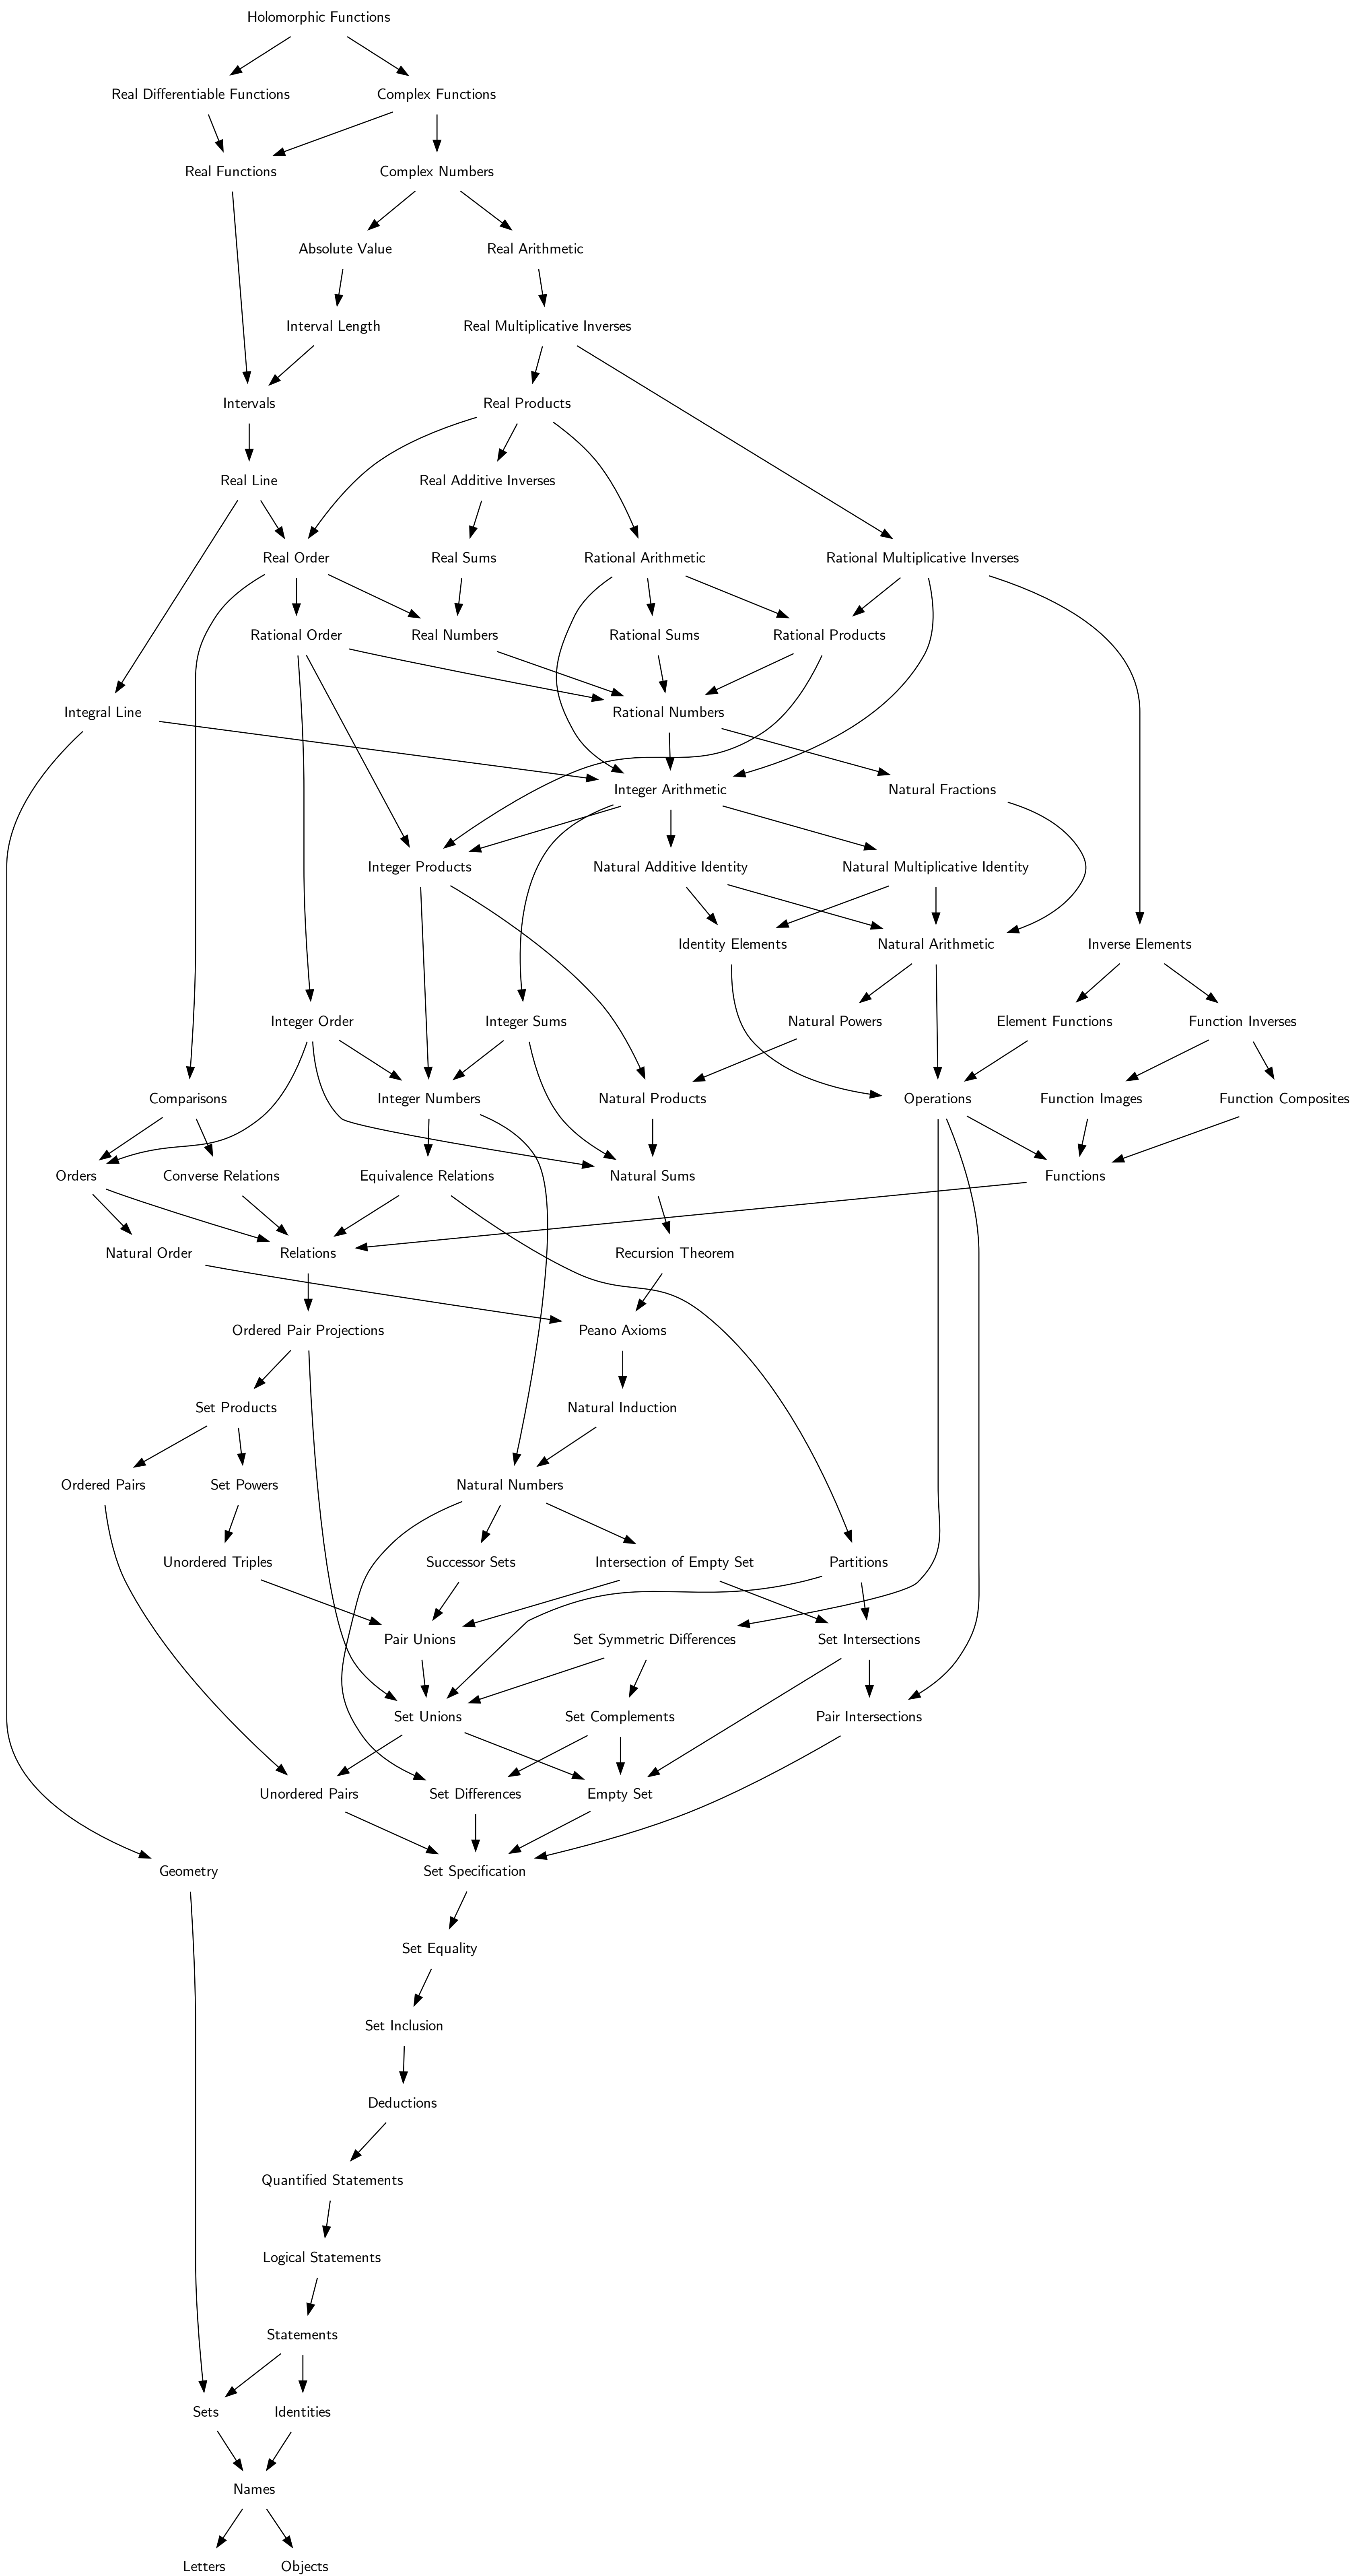 Holomorphic Functions
Real Differentiable Functions
Complex Functions
Real Functions
Complex Numbers
Absolute Value
Real Arithmetic
Interval Length
Real Multiplicative Inverses
Intervals
Real Products
Real Line
Real Additive Inverses
Real Order
Real Sums
Rational Arithmetic
Rational Multiplicative Inverses
Rational Order
Real Numbers
Rational Sums
Rational Products
Integral Line
Rational Numbers
Integer Arithmetic
Natural Fractions
Integer Products
Natural Additive Identity
Natural Multiplicative Identity
Identity Elements
Natural Arithmetic
Inverse Elements
Integer Order
Integer Sums
Natural Powers
Element Functions
Function Inverses
Comparisons
Integer Numbers
Natural Products
Operations
Function Images
Function Composites
Orders
Converse Relations
Equivalence Relations
Natural Sums
Functions
Natural Order
Relations
Recursion Theorem
Ordered Pair Projections
Peano Axioms
Set Products
Natural Induction
Ordered Pairs
Set Powers
Natural Numbers
Unordered Triples
Successor Sets
Intersection of Empty Set
Partitions
Pair Unions
Set Symmetric Differences
Set Intersections
Set Unions
Set Complements
Pair Intersections
Unordered Pairs
Set Differences
Empty Set
Geometry
Set Specification
Set Equality
Set Inclusion
Deductions
Quantified Statements
Logical Statements
Statements
Sets
Identities
Names
Letters
Objects